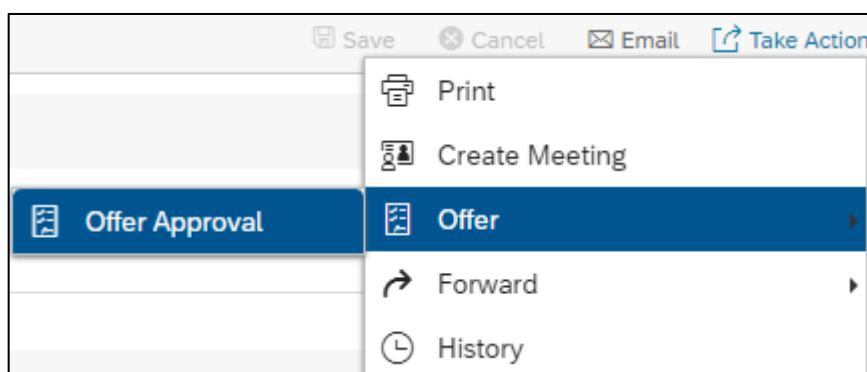 Save Cancel Email Take Action
Print
Create Meeting
Offer Approval Offer
Forward
History